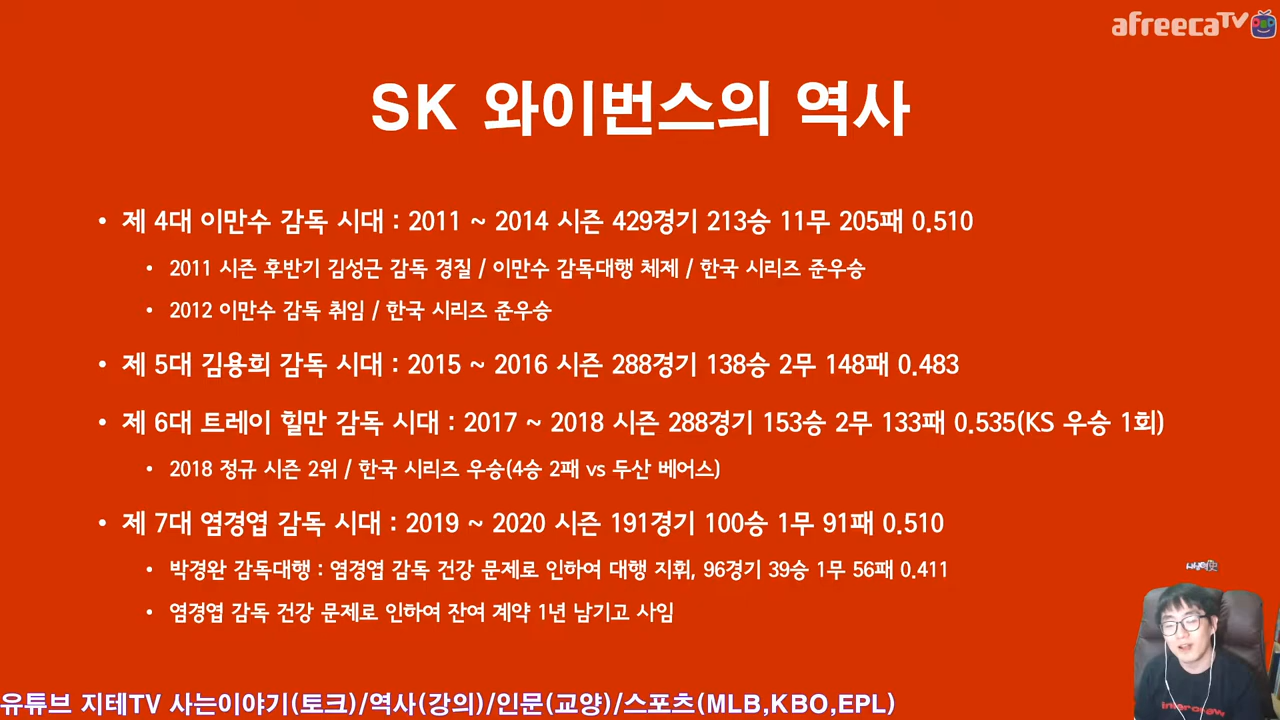 afreecaTV
SK 와이번스의 역사
• 제 4대 이만수 감독 시대 : 2011 ~ 2014 시즌 429경기 213승 11무 205패 0.510
• 2011 시즌 후반기 김성근 감독 경질 / 이만수 감독대행 체제 / 한국 시리즈 준우승
• 2012 이만수 감독 취임 / 한국 시리즈 준우승
• 제 5대 김용희 감독 시대 : 2015 ~ 2016 시즌 288경기 138승 2무 148패 0.483
• 제 6대 트레이 힐만 감독 시대 : 2017 ~ 2018 시즌 288경기 153승 2무 133패 0.535(KS 우승 1회)
• 2018 정규 시즌 2위 / 한국 시리즈 우승(4승 2패 vs 두산 베어스)
• 제 7대 염경엽 감독 시대 : 2019 ~ 2020 시즌 191경기 100승 1무 91패 0.510
• 박경완 감독대행 : 염경엽 감독 건강 문제로 인하여 대행 지휘, 96경기 39승 1무 56패 0.411
• 염경엽 감독 건강 문제로 인하여 잔여 계약 1년 남기고 사임
유튜브 지테TV 사는이야기(토크)/역사(강의)/인문(교양)/스포츠(MLB,KBO,EPL)